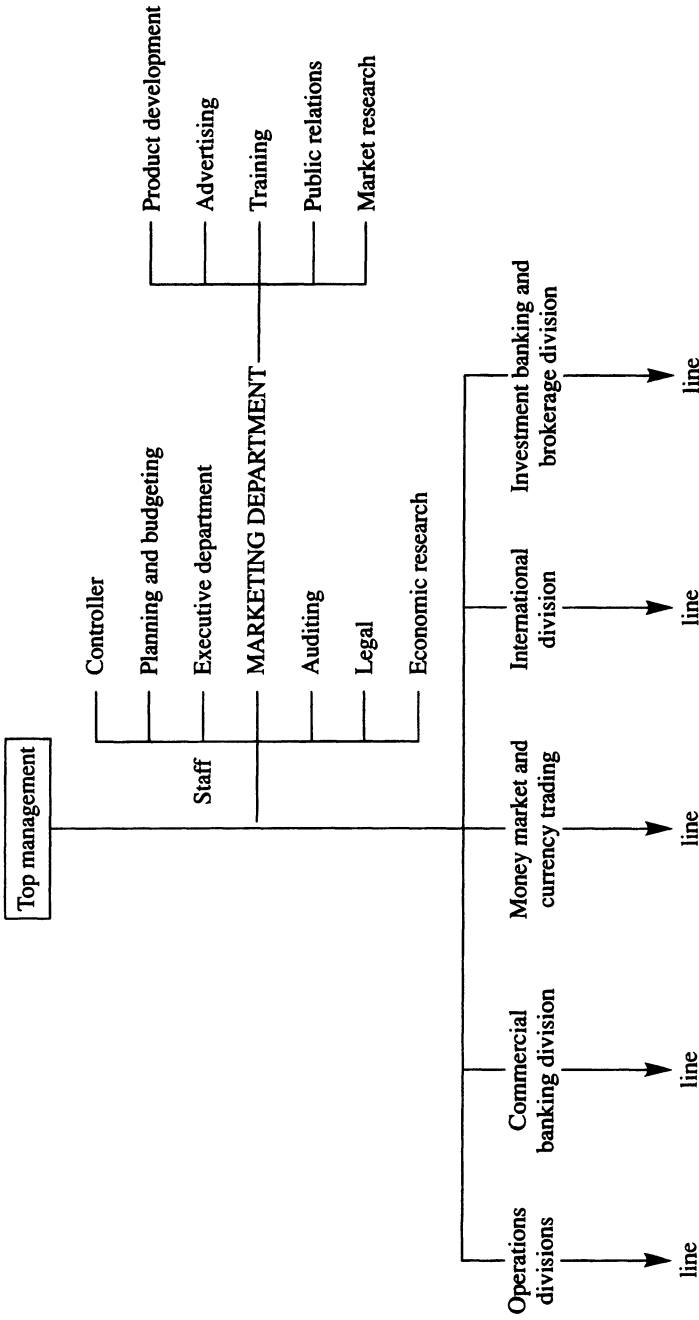 Top management
Staff
Controller
Planning and budgeting
Executive department
MARKETING DEPARTMENT
Auditing
Legal
Economic research
Product development
Advertising
Training
Public relations
Market research
Operations
divisions
line
Commercial
banking division
line
Money market and
currency trading
line
International
division
line
Investment banking and
brokerage division
line